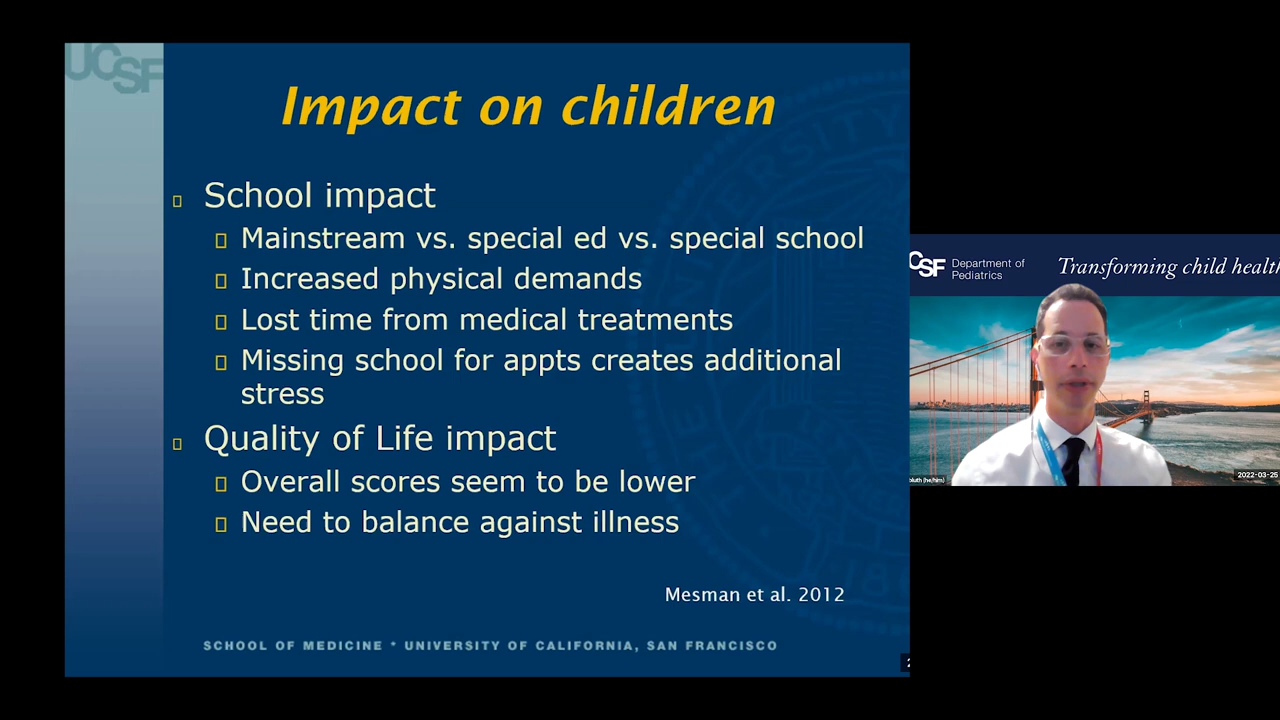 UCSF
Impact on children
School impact
Mainstream vs. special ed vs. special school
Increased physical demands
Lost time from medical treatments
Missing school for appts creates additional
stress
Quality of Life impact
Overall scores seem to be lower
Need to balance against illness
Mesman et al. 2012
SCHOOL OF MEDICINE * UNIVERSITY OF CALIFORNIA, SAN FRANCISCO
CSF
Department of
Pediatrics
Transforming child health
(he/him)
2022-03-25